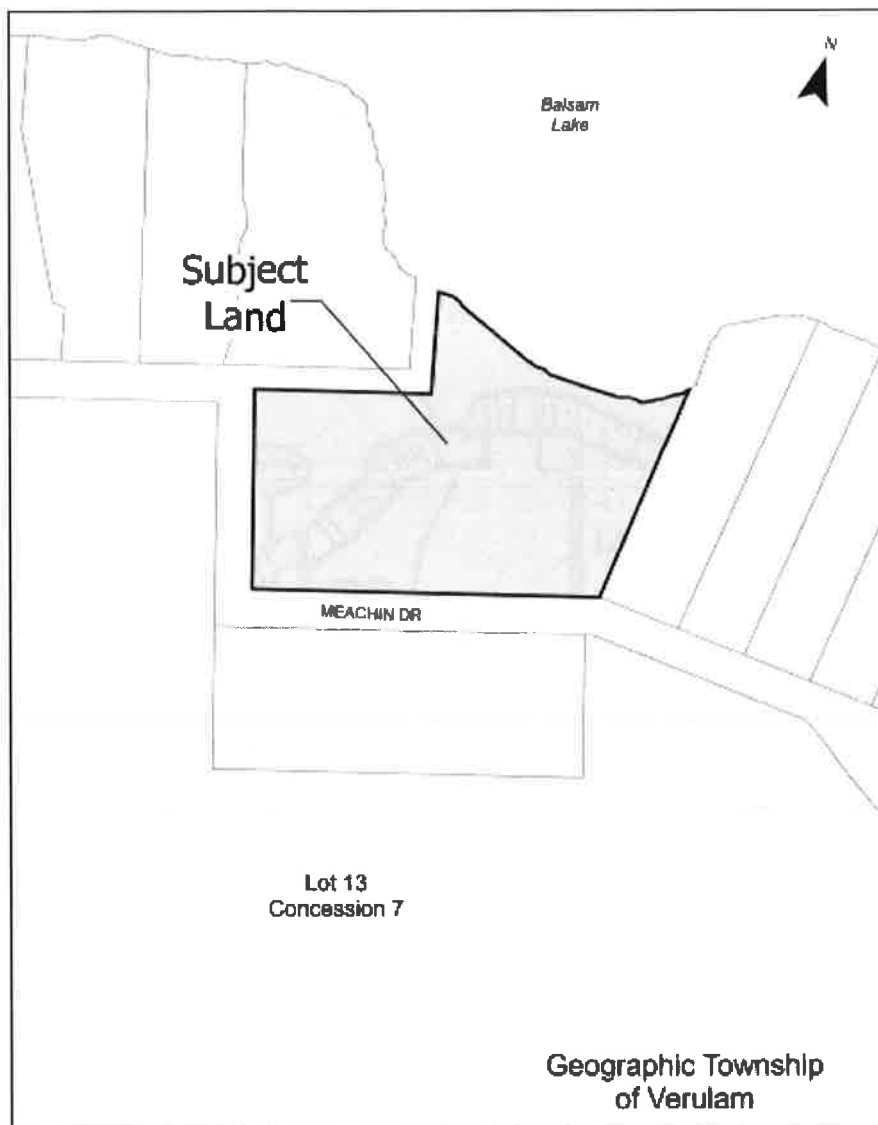 N
Balsam
Lake
Subject
Land
MEACHIN DR
Lot 13
Concession 7
Geographic Township
of Verulam